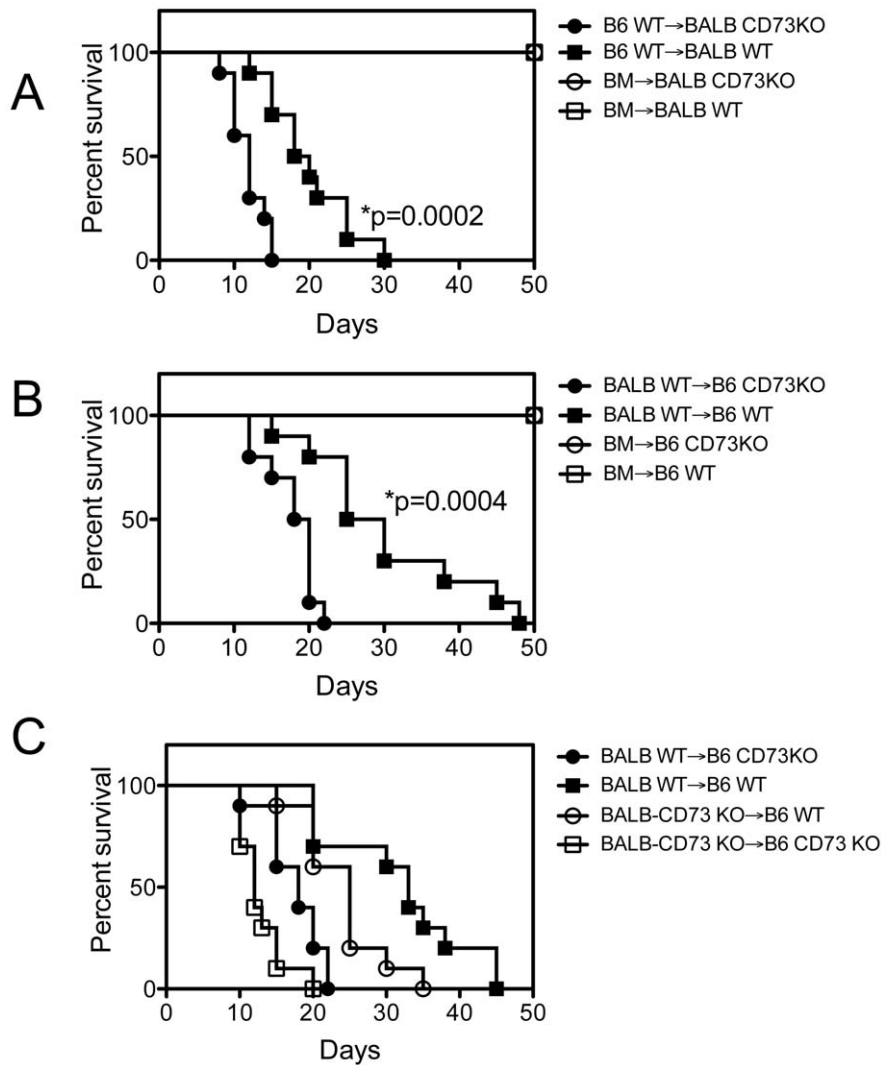 A
Percent survival
100
50
0
0 10 20 30 40 50
Days
*p=0.0002
B6 WT→BALB CD73KO
B6 WT→BALB WT
BM→BALB CD73KO
BM→BALB WT
B
Percent survival
100
50
0
0 10 20 30 40 50
Days
*p=0.0004
BALB WT→B6 CD73KO
BALB WT→B6 WT
BM→B6 CD73KO
BM→B6 WT
C
Percent survival
100
50
0
0 10 20 30 40 50
Days
BALB WT→B6 CD73KO
BALB WT→B6 WT
BALB-CD73 KO→B6 WT
BALB-CD73 KO→B6 CD73 KO